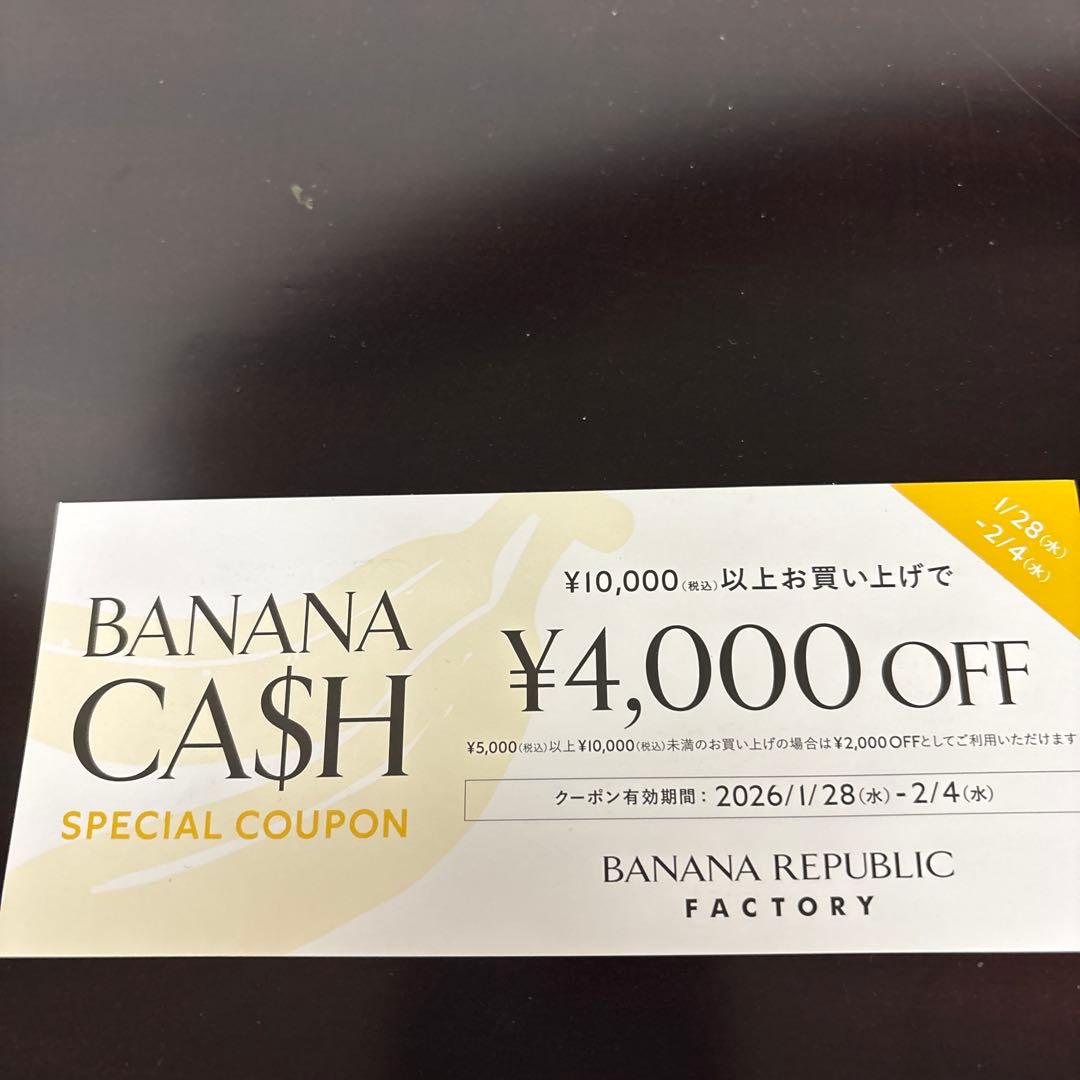 BANANA
CA$H
SPECIAL COUPON
1/28(水)
-2/4(水)
¥10,000(税込)以上お買い上げで
¥4,000 OFF
¥5,000(税込)以上¥10,000(税込)未満のお買い上げの場合は¥2,000OFFとしてご利用いただけます
クーポン有効期間：2026/1/28(水)-2/4(水)
BANANA REPUBLIC
FACTORY